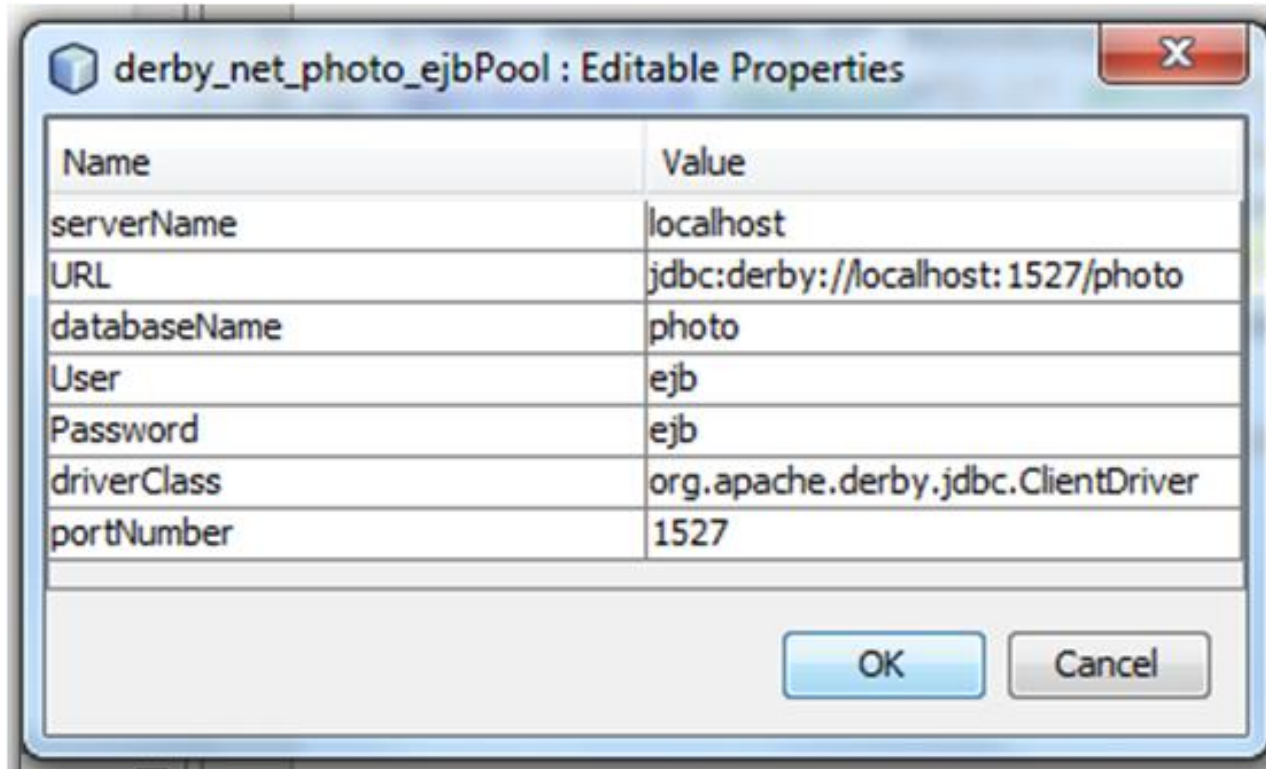 derby_net_photo_ejbPool : Editable Properties
Name Value
serverName localhost
URL jdbc:derby://localhost:1527/photo
databaseName photo
User ejb
Password ejb
driverClass org.apache.derby.jdbc.ClientDriver
portNumber 1527
OK Cancel